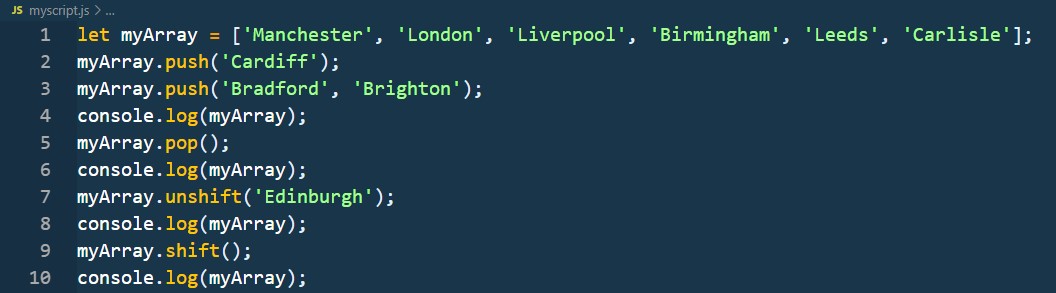 JS myscript.js > ...
1 let myArray = ['Manchester', 'London', 'Liverpool', 'Birmingham', 'Leeds', 'Carlisle'];
2 myArray.push('Cardiff');
3 myArray.push('Bradford', 'Brighton');
4 console.log(myArray);
5 myArray.pop();
6 console.log(myArray);
7 myArray.unshift('Edinburgh');
8 console.log(myArray);
9 myArray.shift();
10 console.log(myArray);